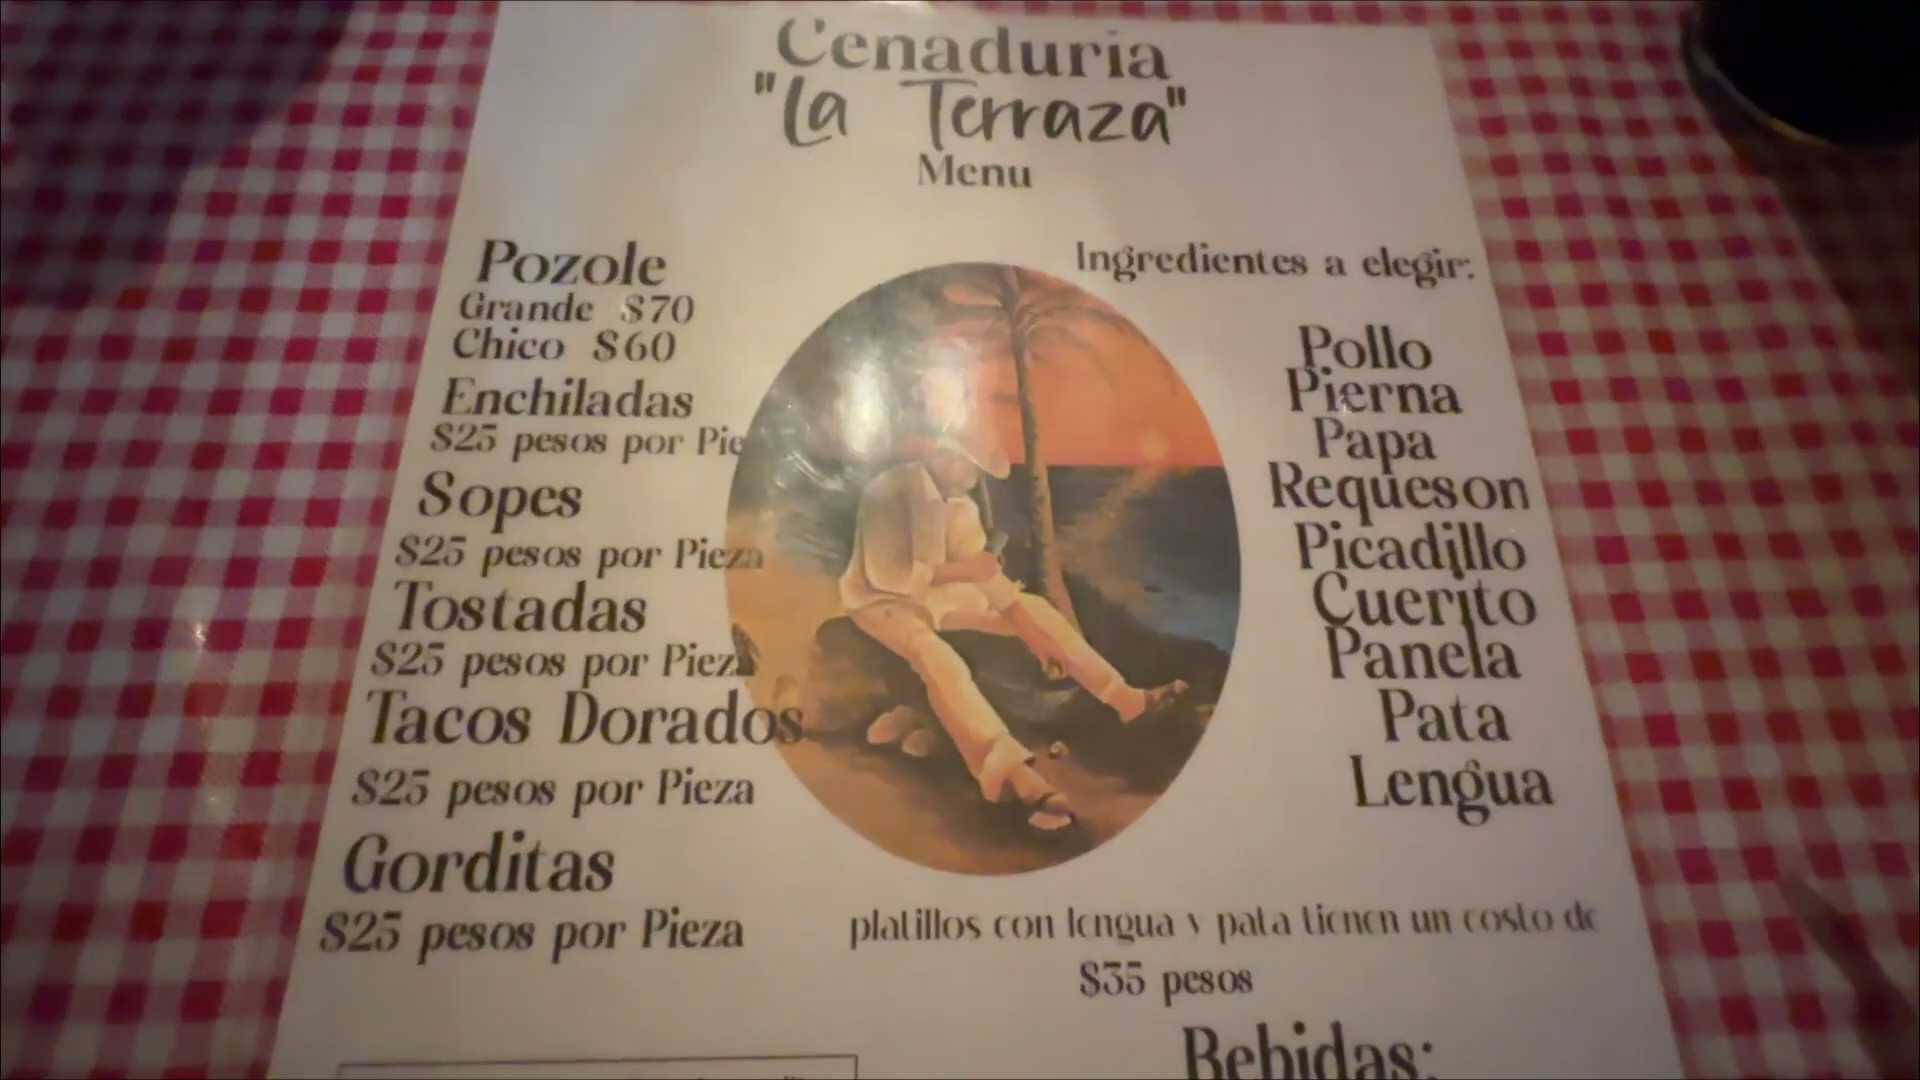 Cenaduria
"La Terraza"
Menu
Pozole
Grande $70
Chico $60
Enchiladas
$25 pesos por Pie
Sopes
$25 pesos por Pieza
Tostadas
$25 pesos por Pieza
Tacos Dorados
$25 pesos por Pieza
Gorditas
$25 pesos por Pieza
Ingredientes a elegir:
Pollo
Pierna
Papa
Requeson
Picadillo
Cuerito
Panela
Pata
Lengua
platillos con lengua y pata tienen un costo de
$35 pesos
Bebidas: